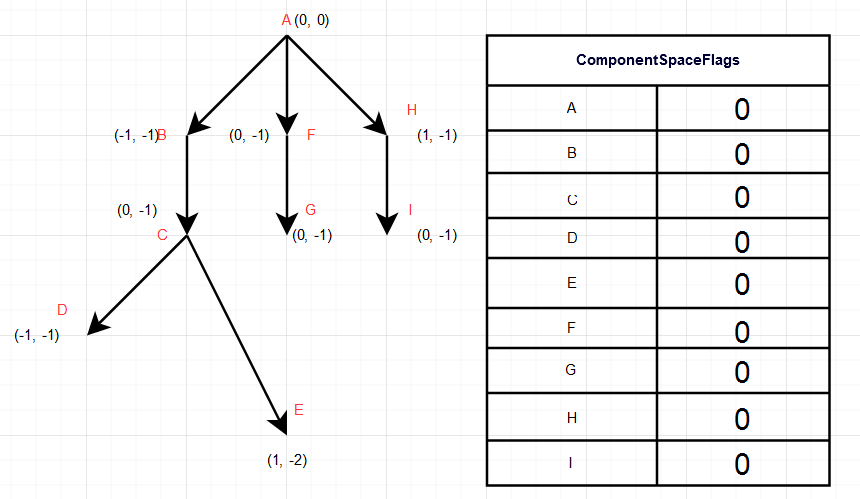 A (0, 0)
H
(-1, -1)B
(0, -1)
F
(1, -1)
(0, -1)
G
I
C
(0, -1)
(0, -1)
D
(-1, -1)
E
(1, -2)
ComponentSpaceFlags
A 0
B 0
C 0
D 0
E 0
F 0
G 0
H 0
I 0